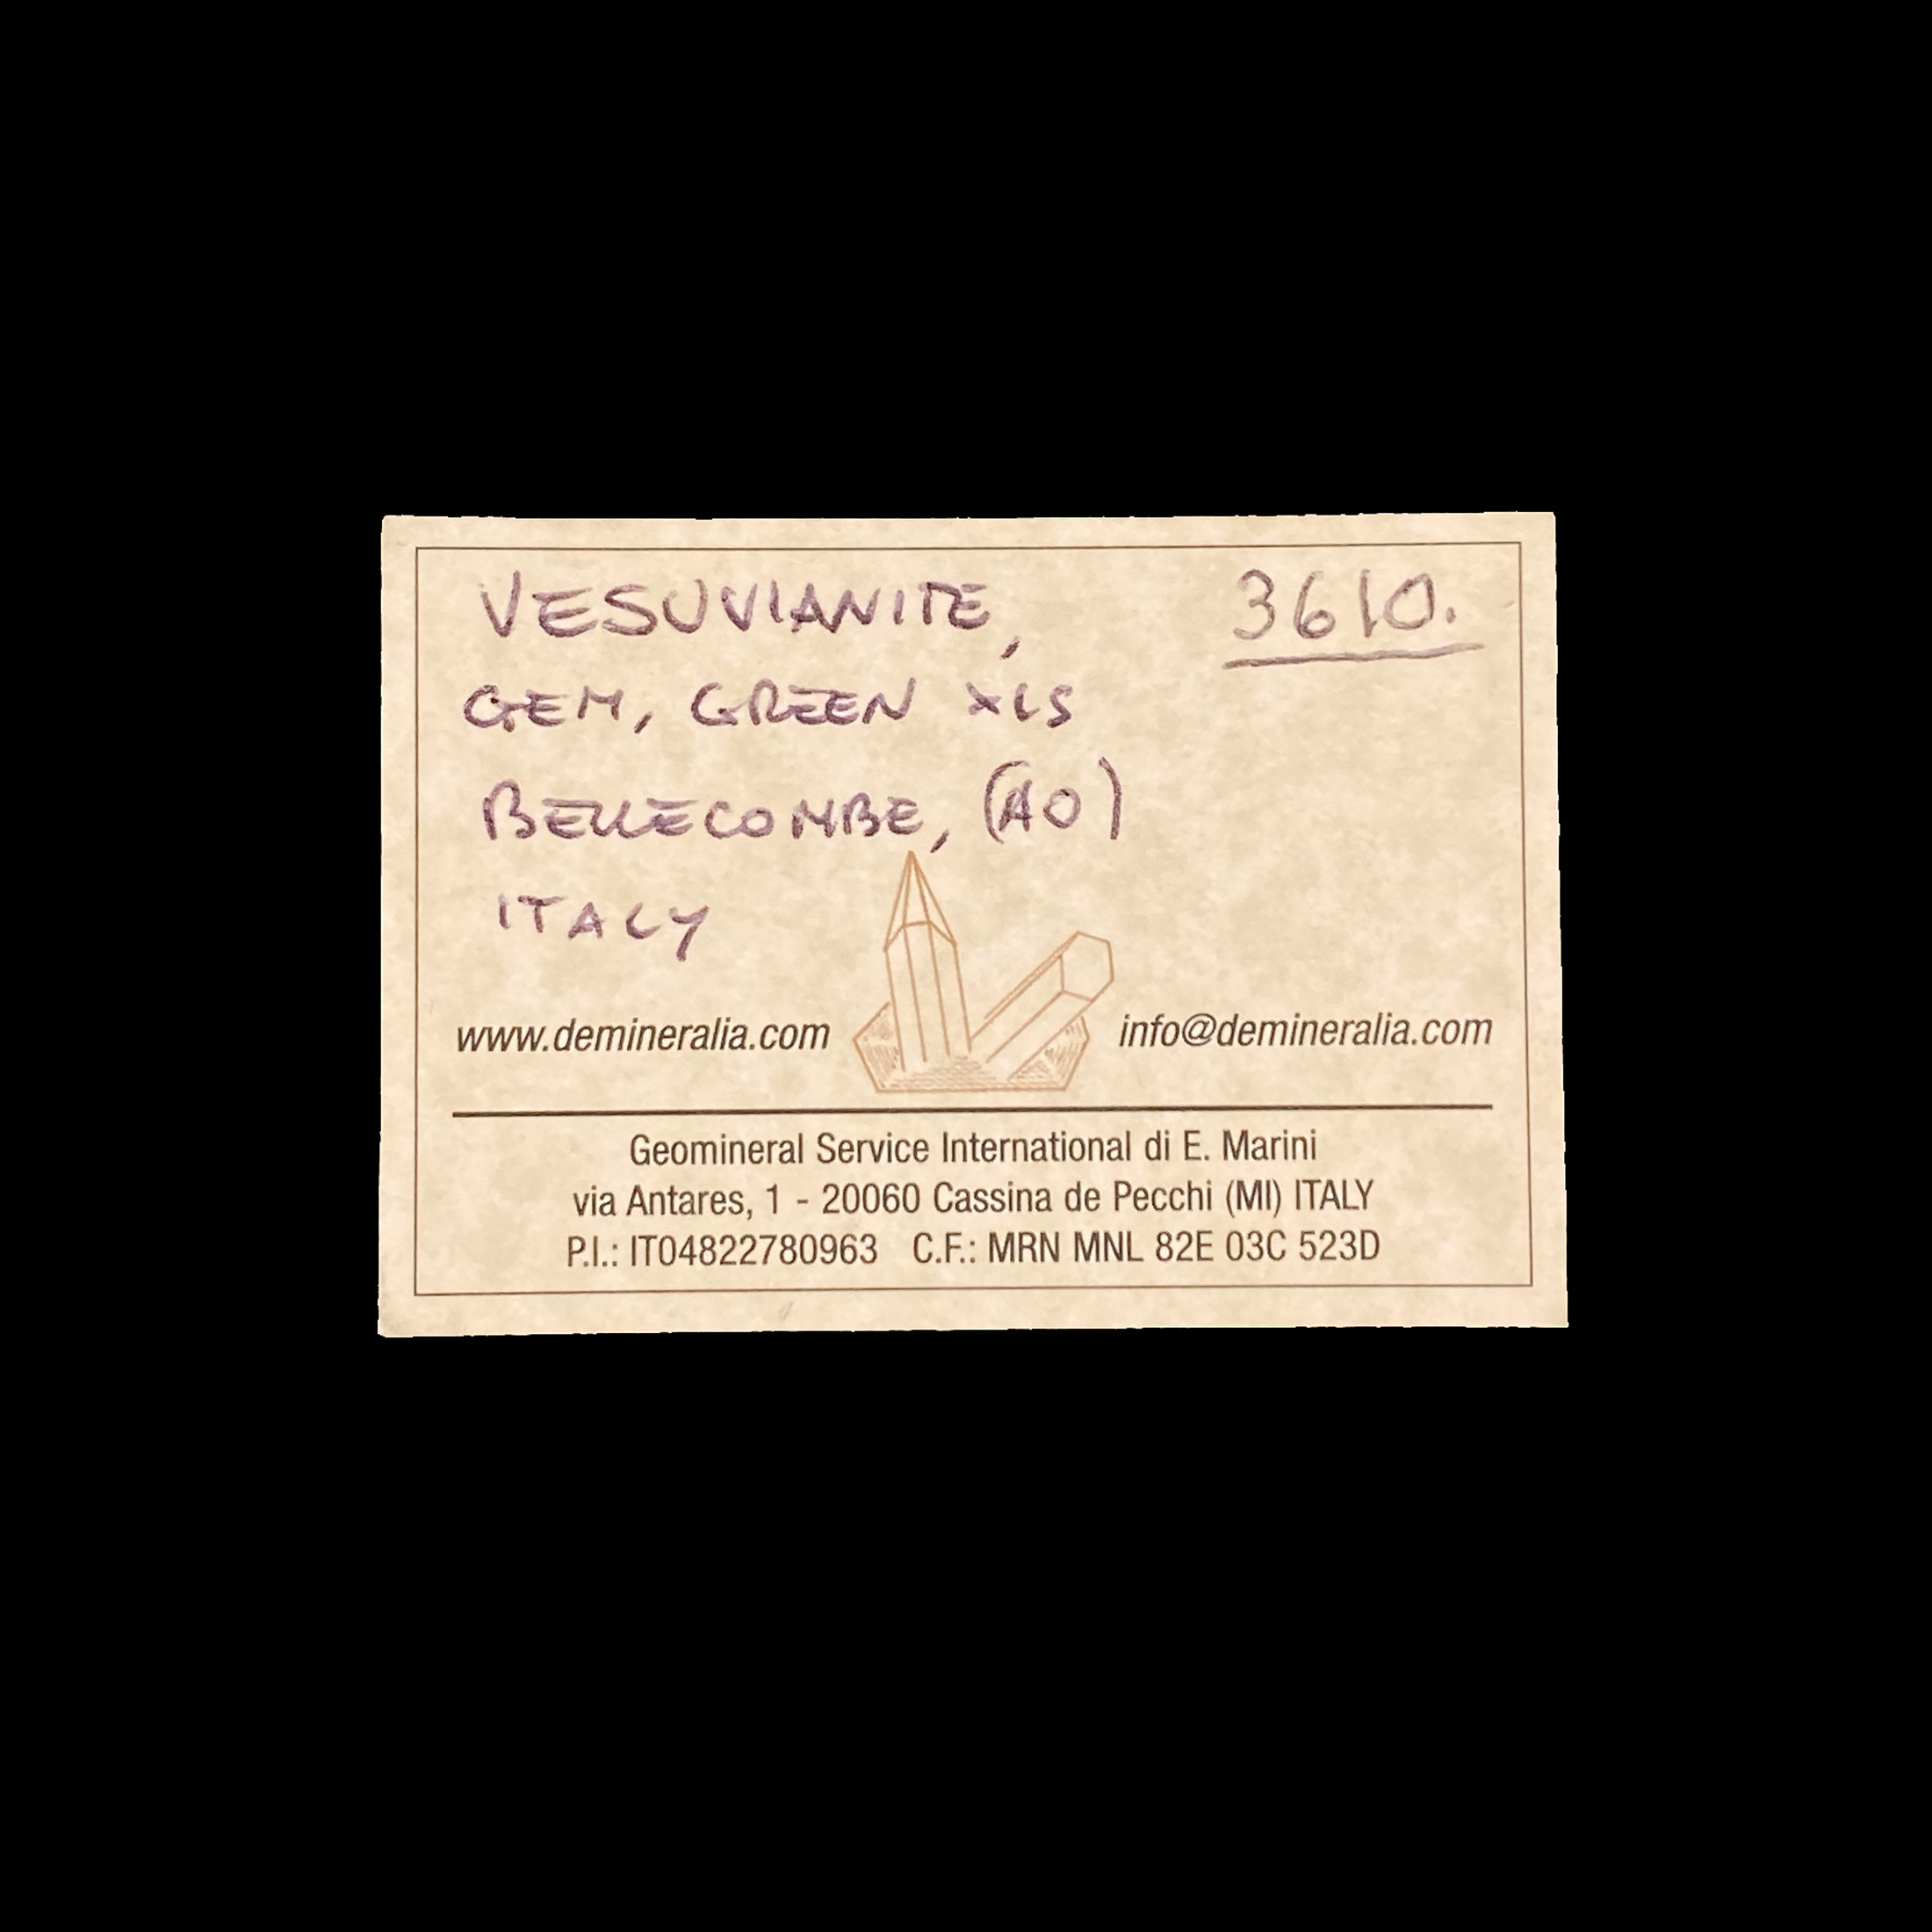 VESUVIANITE, 3610.
GEM, GREEN XLS
BELLECOMBE, (AO)
ITALY
www.demineralia.com info@demineralia.com
Geomineral Service International di E. Marini
via Antares, 1 - 20060 Cassina de Pecchi (MI) ITALY
P.I.: IT04822780963 C.F.: MRN MNL 82E 03C 523D